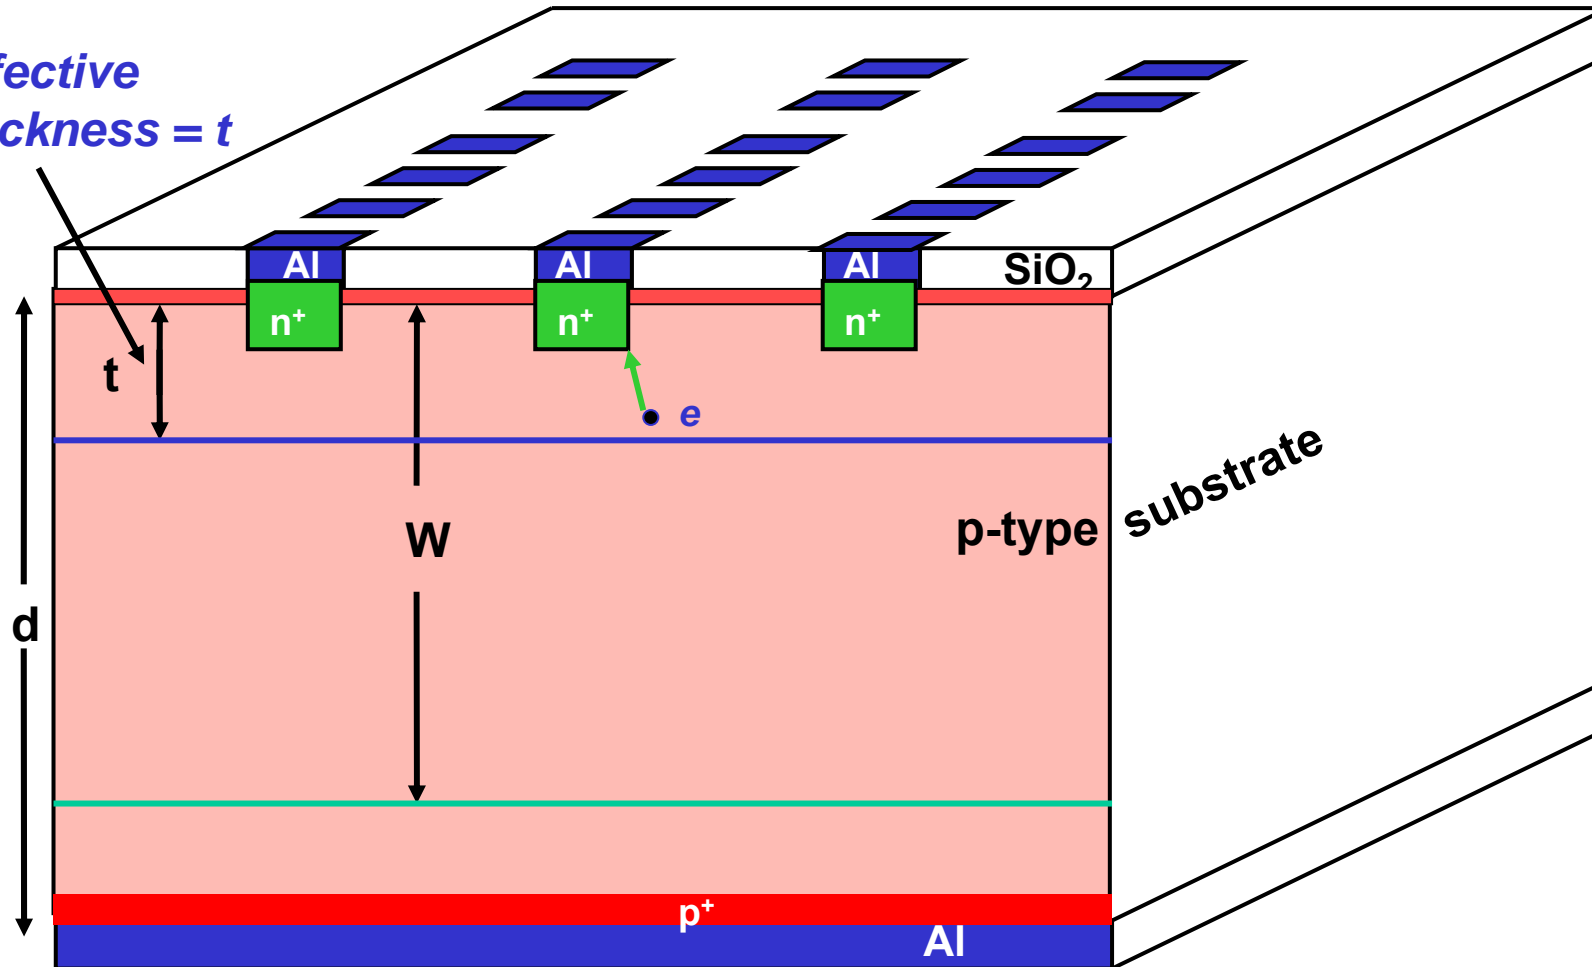 fective
ckness = t
Al
Al
Al
SiO₂
n⁺
n⁺
n⁺
t
e
W
p-type
substrate
d
p⁺
Al